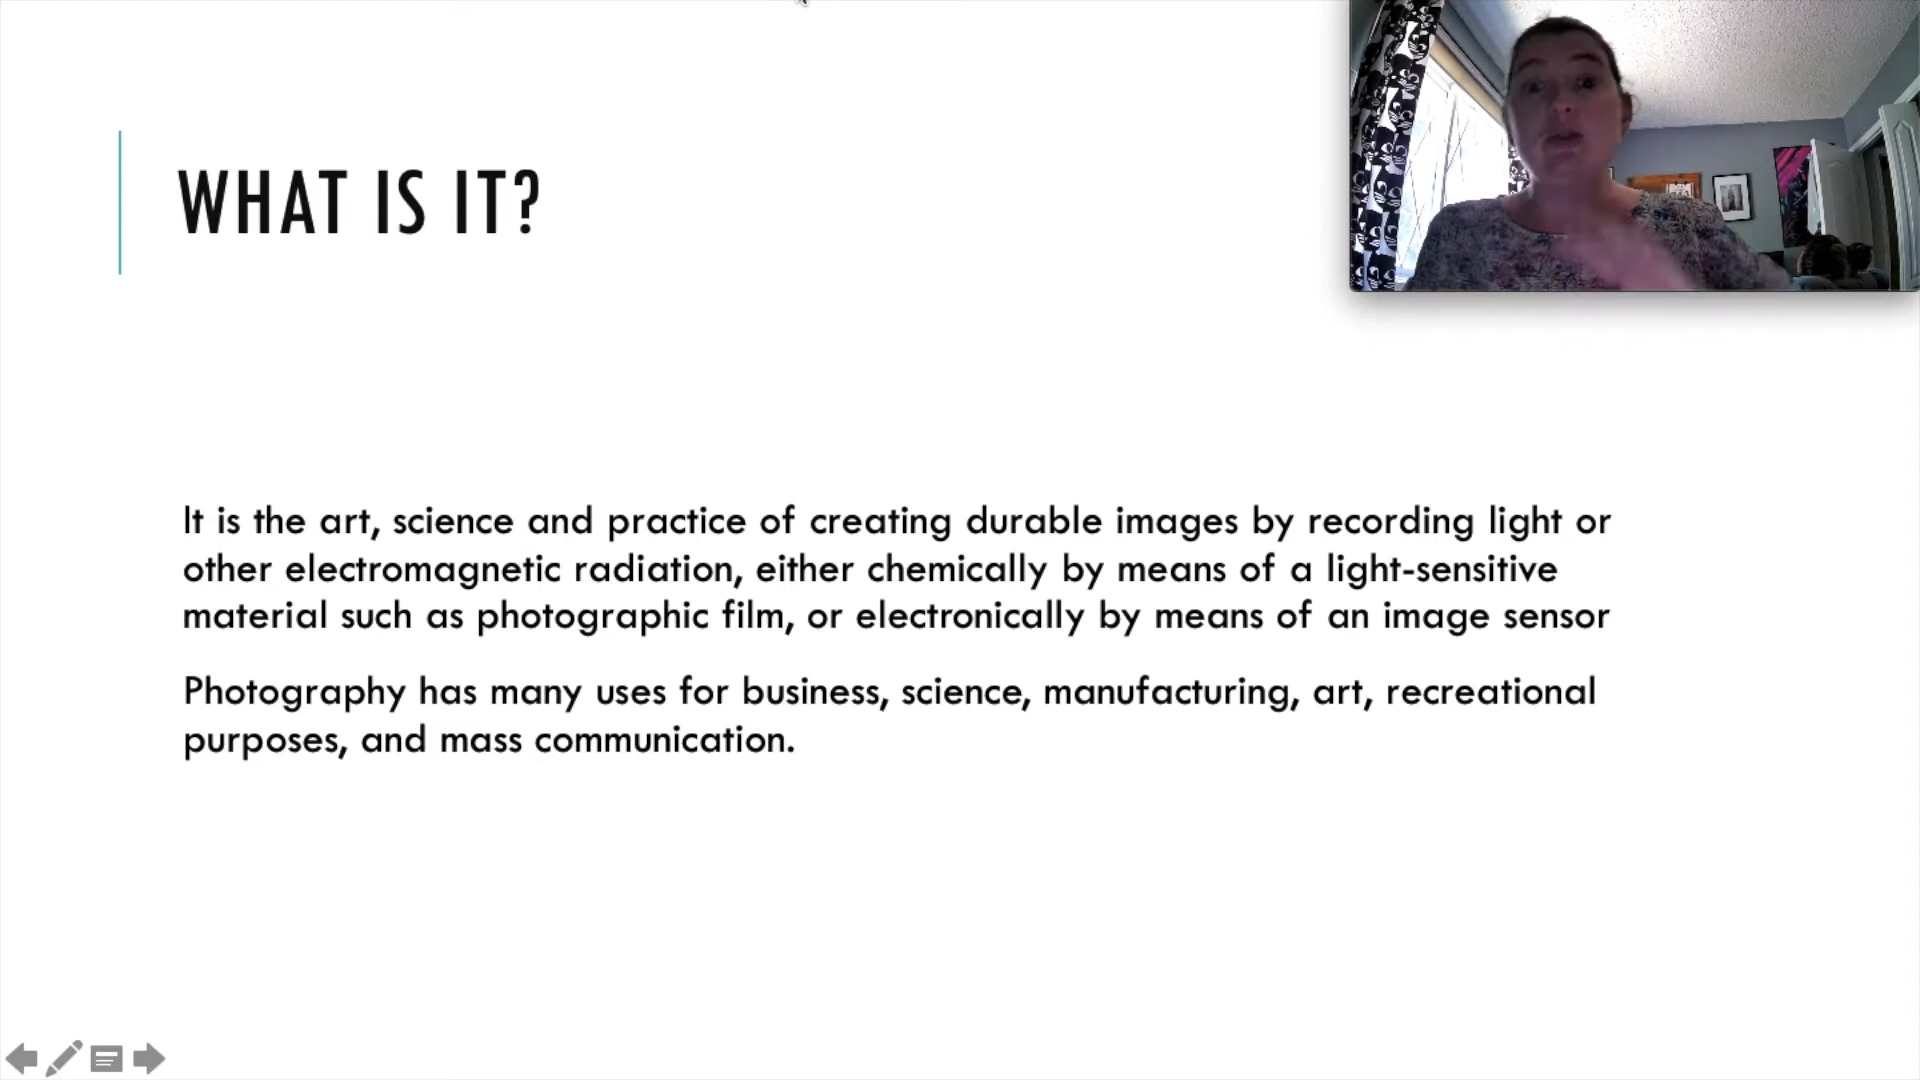 WHAT IS IT?
It is the art, science and practice of creating durable images by recording light or
other electromagnetic radiation, either chemically by means of a light-sensitive
material such as photographic film, or electronically by means of an image sensor
Photography has many uses for business, science, manufacturing, art, recreational
purposes, and mass communication.